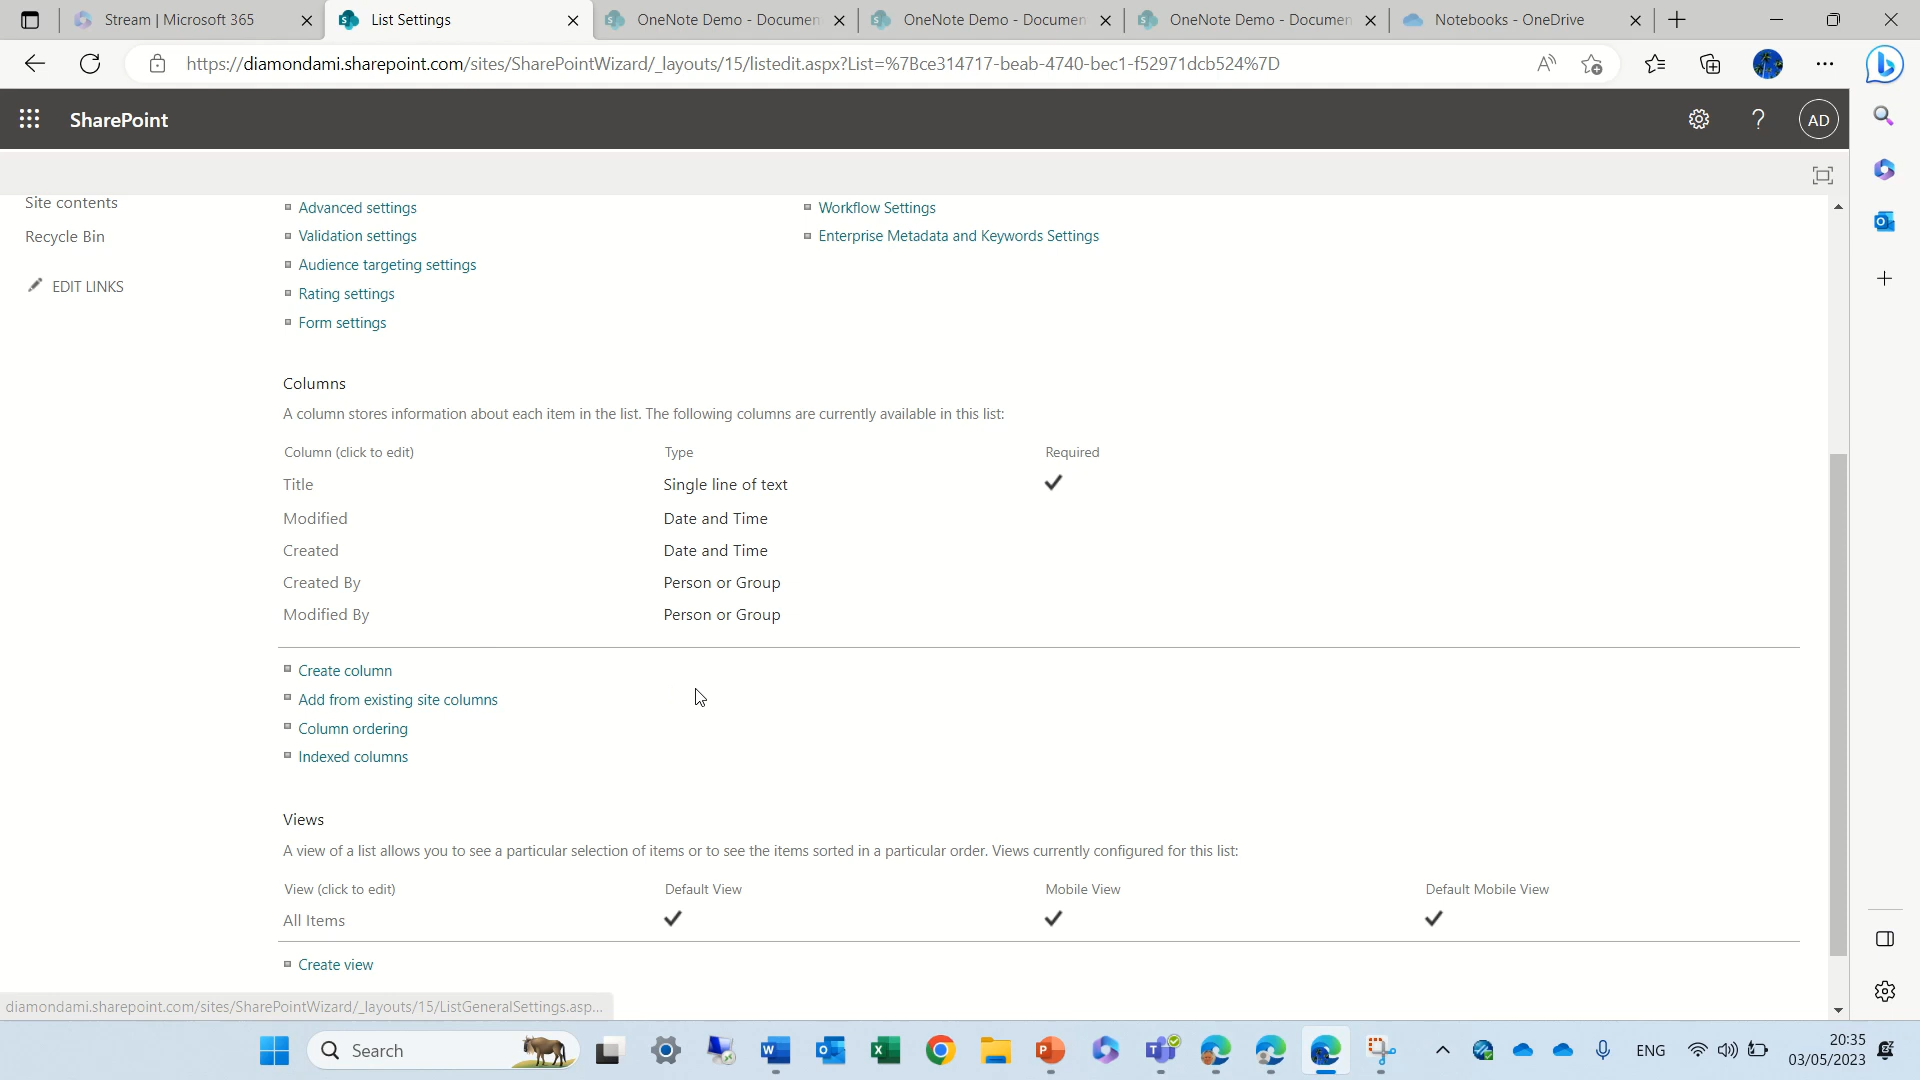 Stream | Microsoft 365
List Settings
OneNote Demo - Documen
OneNote Demo - Documen
OneNote Demo - Documen
Notebooks - OneDrive
https://diamondami.sharepoint.com/sites/SharePointWizard/_layouts/15/listedit.aspx?List=%7Bce314717-beab-4740-bec1-f52971dcb524%7D
SharePoint
AD
Site contents
Recycle Bin
EDIT LINKS
Advanced settings
Validation settings
Audience targeting settings
Rating settings
Form settings
Workflow Settings
Enterprise Metadata and Keywords Settings
Columns
A column stores information about each item in the list. The following columns are currently available in this list:
Column (click to edit) Type Required
Title Single line of text
Modified Date and Time
Created Date and Time
Created By Person or Group
Modified By Person or Group
Create column
Add from existing site columns
Column ordering
Indexed columns
Views
A view of a list allows you to see a particular selection of items or to see the items sorted in a particular order. Views currently configured for this list:
View (click to edit) Default View Mobile View Default Mobile View
All Items
Create view
diamondami.sharepoint.com/sites/SharePointWizard/_layouts/15/ListGeneralSettings.asp...
Search
ENG
20:35
03/05/2023